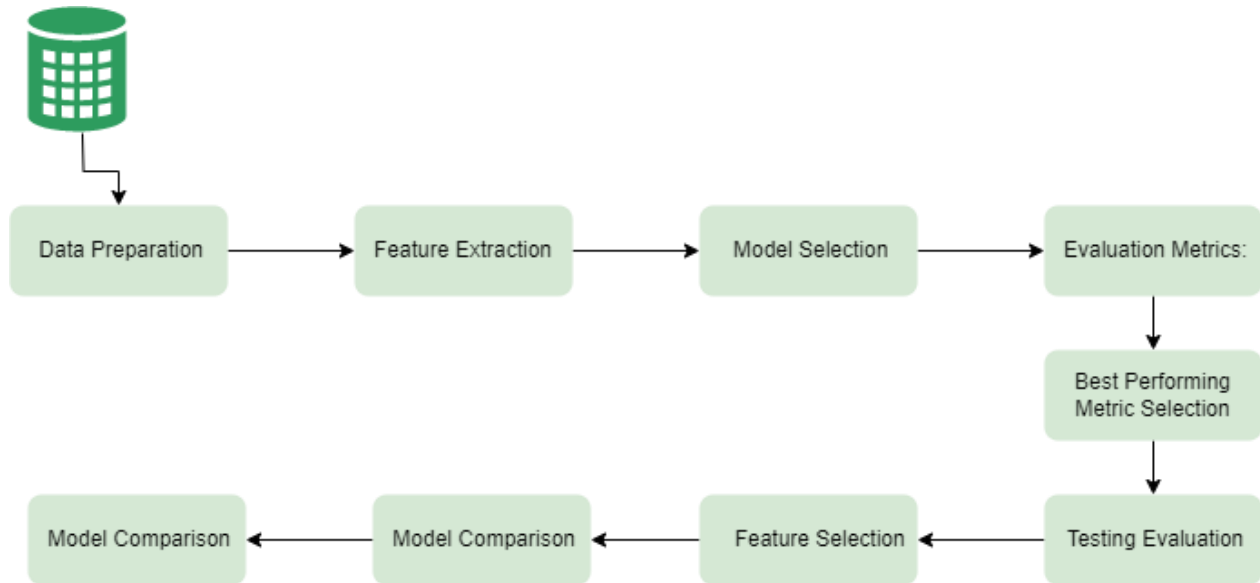 Data Preparation
Feature Extraction
Model Selection
Evaluation Metrics:
Best Performing
Metric Selection
Testing Evaluation
Feature Selection
Model Comparison
Model Comparison